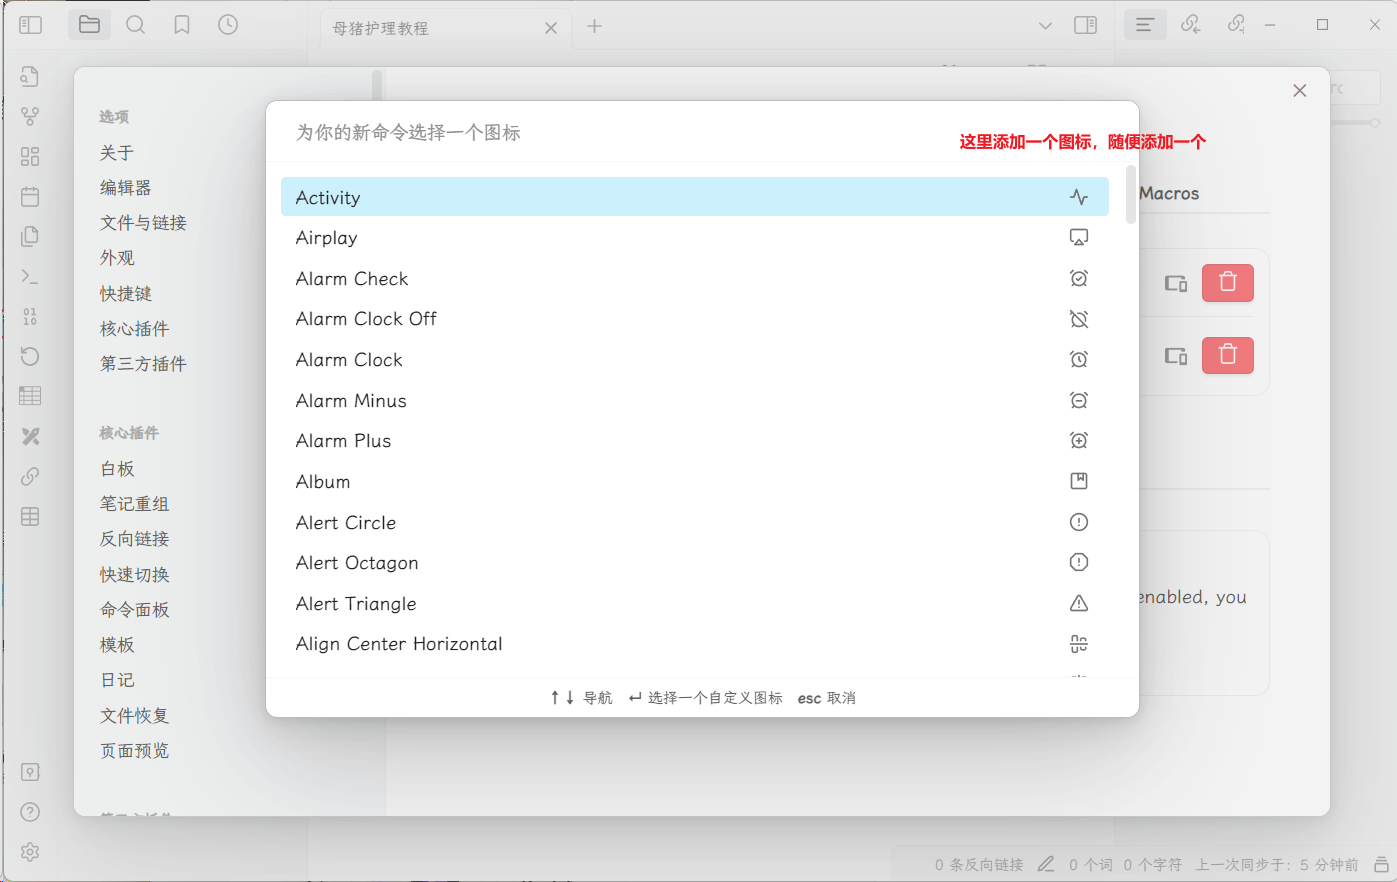 母猪护理教程
选项
关于
编辑器
文件与链接
外观
快捷键
核心插件
第三方插件
核心插件
白板
笔记重组
反向链接
快速切换
命令面板
模板
日记
文件恢复
页面预览
为你的新命令选择一个图标
这里添加一个图标，随便添加一个
Activity
Airplay
Alarm Check
Alarm Clock Off
Alarm Clock
Alarm Minus
Alarm Plus
Album
Alert Circle
Alert Octagon
Alert Triangle
Align Center Horizontal
↑↓ 导航 ↵ 选择一个自定义图标 esc 取消
Macros
enabled, you
0 条反向链接 0 个词 0 个字符 上一次同步于：5 分钟前